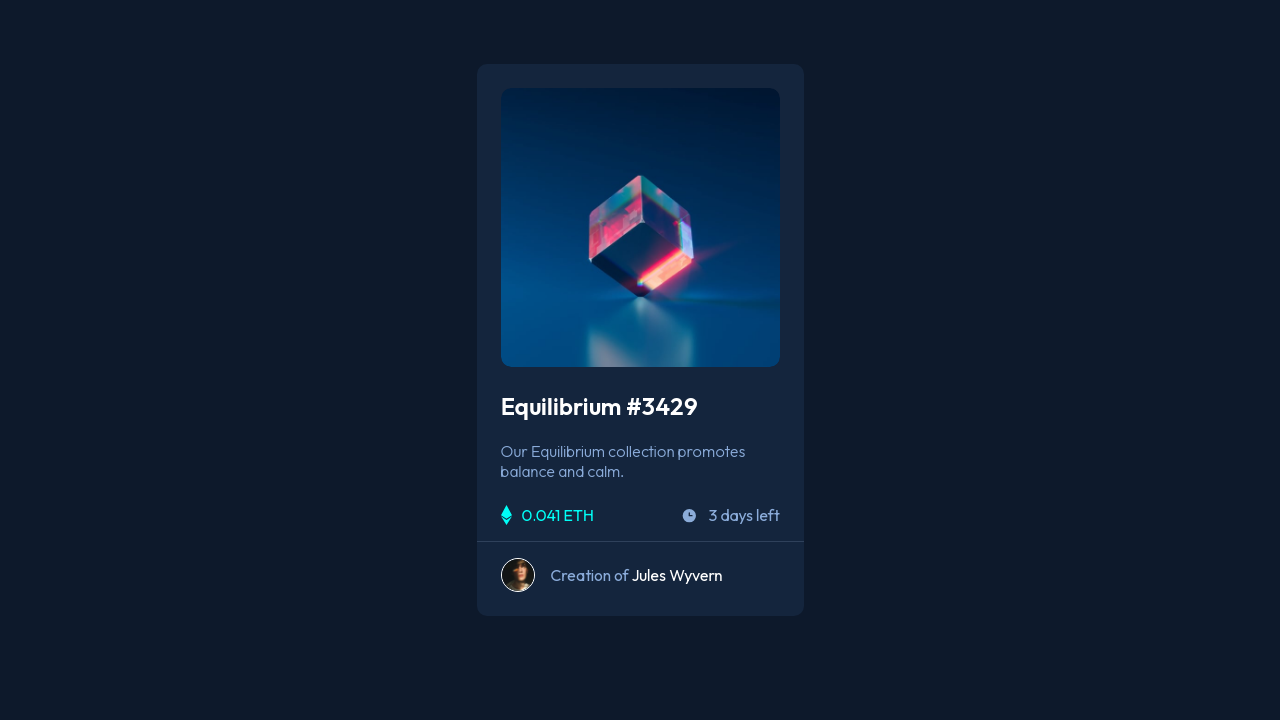 Equilibrium #3429
Our Equilibrium collection promotes
balance and calm.
0.041 ETH
3 days left
Creation of Jules Wyvern